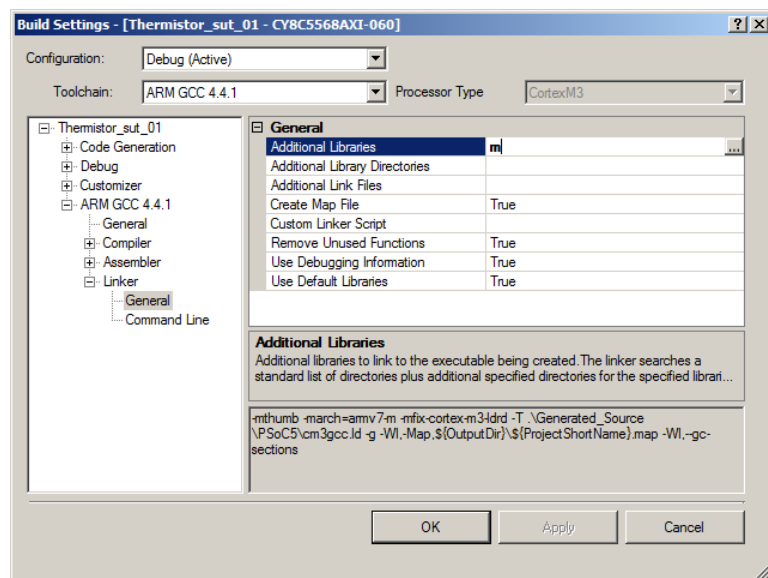 Build Settings - [Thermistor_sut_01 - CY8C5568AXI-060]
Configuration: Debug (Active)
Toolchain: ARM GCC 4.4.1 Processor Type CortexM3
Thermistor_sut_01
Code Generation
Debug
Customizer
ARM GCC 4.4.1
General
Compiler
Assembler
Linker
General
Command Line
General
Additional Libraries m ...
Additional Library Directories
Additional Link Files
Create Map File True
Custom Linker Script
Remove Unused Functions True
Use Debugging Information True
Use Default Libraries True
Additional Libraries
Additional libraries to link to the executable being created.The linker searches a
standard list of directories plus additional specified directories for the specified librari...
-mthumb -march=armv7-m -mfix-cortex-m3-ldrd -T .\Generated_Source
\PSoC5\cm3gcc.ld -g -Wl,-Map,${OutputDir}\${ProjectShortName}.map -Wl,--gc-
sections
OK Apply Cancel